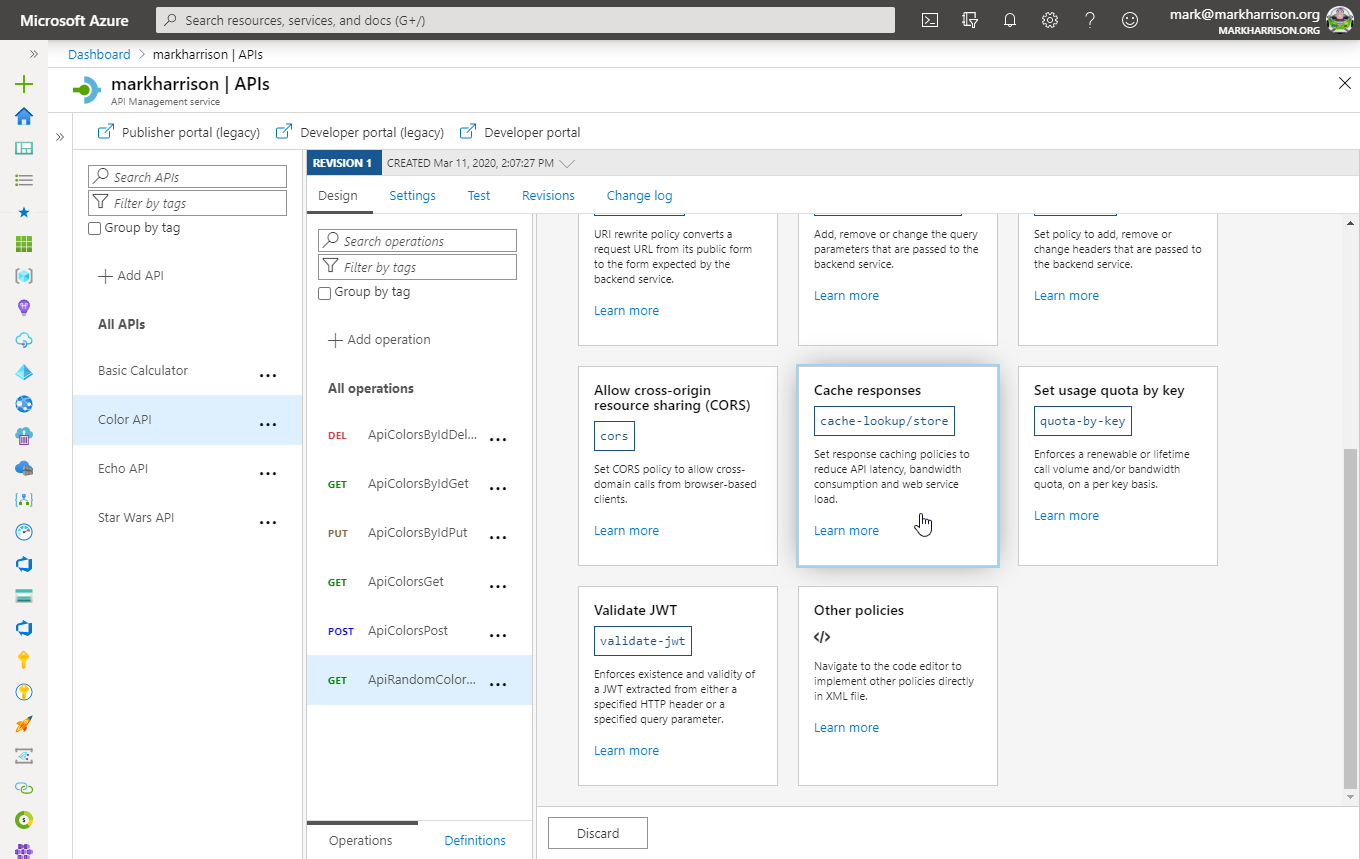 Microsoft Azure
Search resources, services, and docs (G+/)
mark@markharrison.org
MARKHARRISON.ORG
Dashboard > markharrison | APIs
markharrison | APIs
API Management service
Publisher portal (legacy)
Developer portal (legacy)
Developer portal
Search APIs
Filter by tags
Group by tag
Add API
All APIs
Basic Calculator
Color API
Echo API
Star Wars API
REVISION 1
CREATED Mar 11, 2020, 2:07:27 PM
Design
Settings
Test
Revisions
Change log
Search operations
Filter by tags
Group by tag
Add operation
All operations
DEL ApiColorsByIdDel...
GET ApiColorsByIdGet
PUT ApiColorsByIdPut
GET ApiColorsGet
POST ApiColorsPost
GET ApiRandomColor...
Operations
Definitions
URI rewrite policy converts a
request URL from its public form
to the form expected by the
backend service.
Learn more
Add, remove or change the query
parameters that are passed to the
backend service.
Learn more
Set policy to add, remove or
change headers that are passed to
the backend service.
Learn more
Allow cross-origin
resource sharing (CORS)
cors
Set CORS policy to allow cross-
domain calls from browser-based
clients.
Learn more
Cache responses
cache-lookup/store
Set response caching policies to
reduce API latency, bandwidth
consumption and web service
load.
Learn more
Set usage quota by key
quota-by-key
Enforces a renewable or lifetime
call volume and/or bandwidth
quota, on a per key basis.
Learn more
Validate JWT
validate-jwt
Enforces existence and validity of
a JWT extracted from either a
specified HTTP header or a
specified query parameter.
Learn more
Other policies
</>
Navigate to the code editor to
implement other policies directly
in XML file.
Learn more
Discard